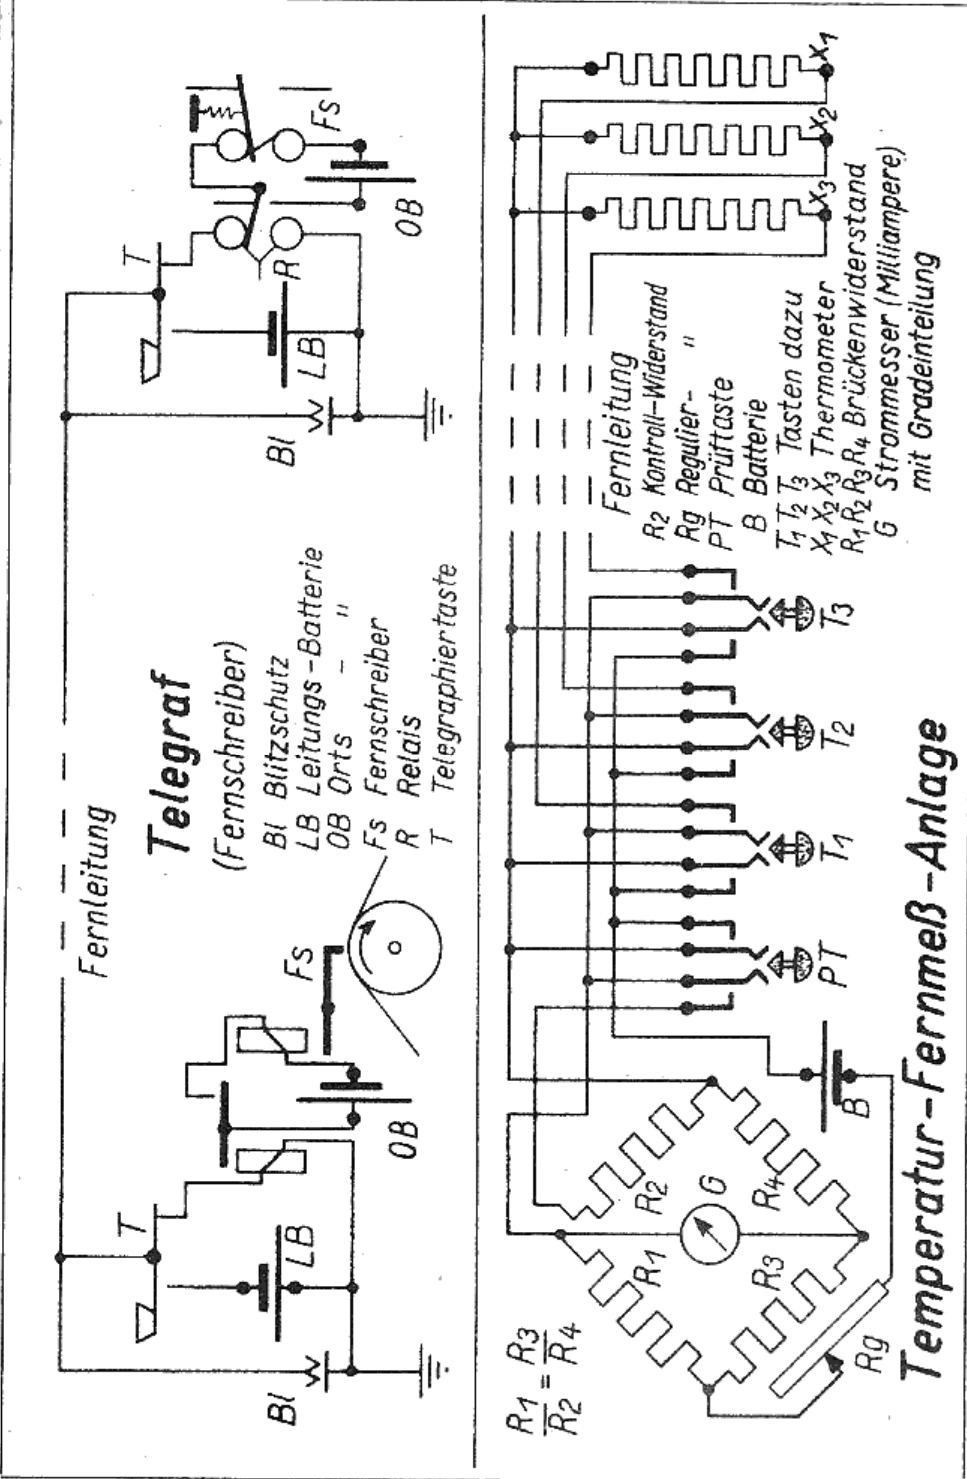 Fernleitung
Telegraf
(Fernschreiber)
Bl Blitzschutz
LB Leitungs-Batterie
OB Orts - "
Fs Fernschreiber
R Relais
T Telegraphiertaste
Bl
T
LB
OB
Fs
Bl
T
LB
R
OB
Fs
R1/R2 = R3/R4
R1
R2
G
R3
R4
Rg
B
PT
T1
T2
T3
Fernleitung
R2 Kontroll-Widerstand
Rg Regulier- "
PT Prüftaste
B Batterie
T1 T2 T3 Tasten dazu
X1 X2 X3 Thermometer
R1 R2 R3 R4 Brückenwiderstand
G Strommesser (Milliampere)
mit Gradeinteilung
X3
X2
X1
Temperatur-Fernmeß-Anlage